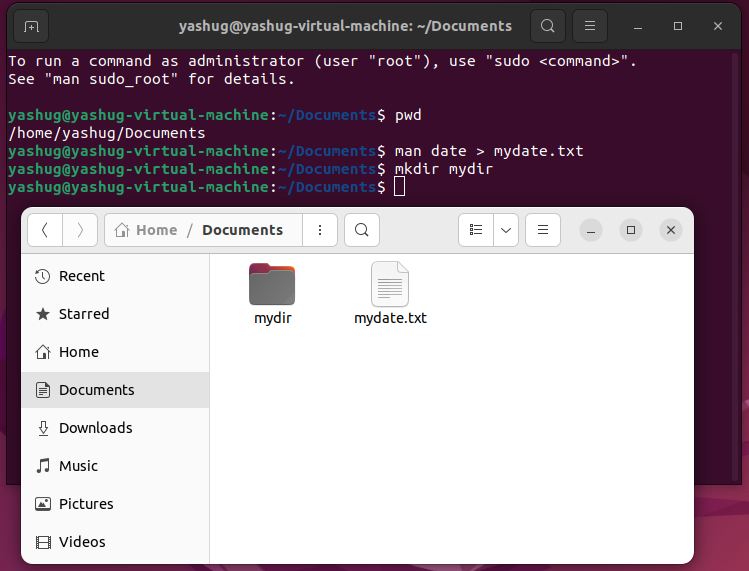 yashug@yashug-virtual-machine: ~/Documents
To run a command as administrator (user "root"), use "sudo <command>".
See "man sudo_root" for details.
yashug@yashug-virtual-machine:~/Documents$ pwd
/home/yashug/Documents
yashug@yashug-virtual-machine:~/Documents$ man date > mydate.txt
yashug@yashug-virtual-machine:~/Documents$ mkdir mydir
yashug@yashug-virtual-machine:~/Documents$
Home / Documents
Recent
Starred
Home
Documents
Downloads
Music
Pictures
Videos
mydir
mydate.txt